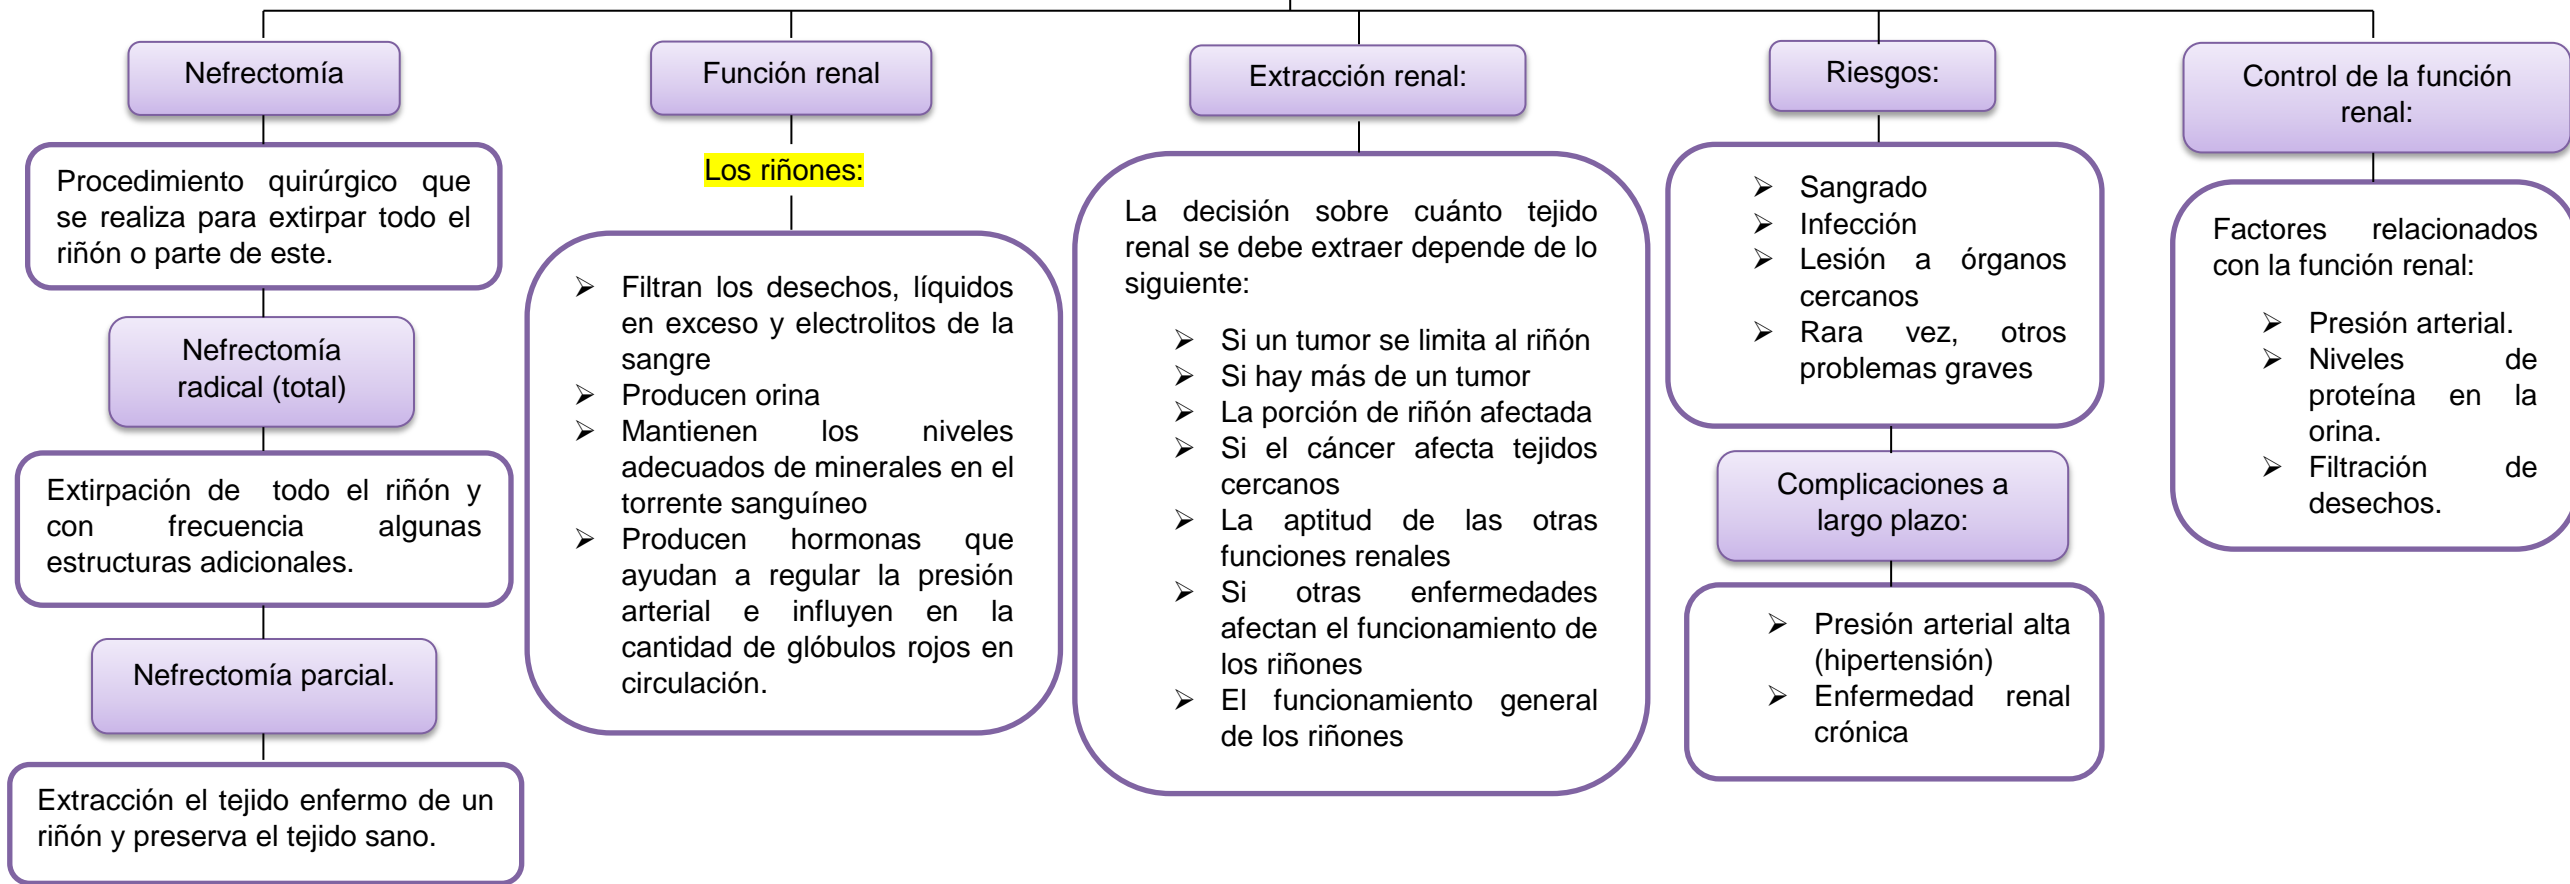 Nefrectomía
Procedimiento quirúrgico que
se realiza para extirpar todo el
riñón o parte de este.
Nefrectomía
radical (total)
Extirpación de todo el riñón y
con frecuencia algunas
estructuras adicionales.
Nefrectomía parcial.
Extracción el tejido enfermo de un
riñón y preserva el tejido sano.
Función renal
Los riñones:
➢ Filtran los desechos, líquidos
en exceso y electrolitos de la
sangre
➢ Producen orina
➢ Mantienen los niveles
adecuados de minerales en el
torrente sanguíneo
➢ Producen hormonas que
ayudan a regular la presión
arterial e influyen en la
cantidad de glóbulos rojos en
circulación.
Extracción renal:
La decisión sobre cuánto tejido
renal se debe extraer depende de lo
siguiente:
➢ Si un tumor se limita al riñón
➢ Si hay más de un tumor
➢ La porción de riñón afectada
➢ Si el cáncer afecta tejidos
cercanos
➢ La aptitud de las otras
funciones renales
➢ Si otras enfermedades
afectan el funcionamiento de
los riñones
➢ El funcionamiento general
de los riñones
Riesgos:
➢ Sangrado
➢ Infección
➢ Lesión a órganos
cercanos
➢ Rara vez, otros
problemas graves
Complicaciones a
largo plazo:
➢ Presión arterial alta
(hipertensión)
➢ Enfermedad renal
crónica
Control de la función
renal:
Factores relacionados
con la función renal:
➢ Presión arterial.
➢ Niveles de
proteína en la
orina.
➢ Filtración de
desechos.